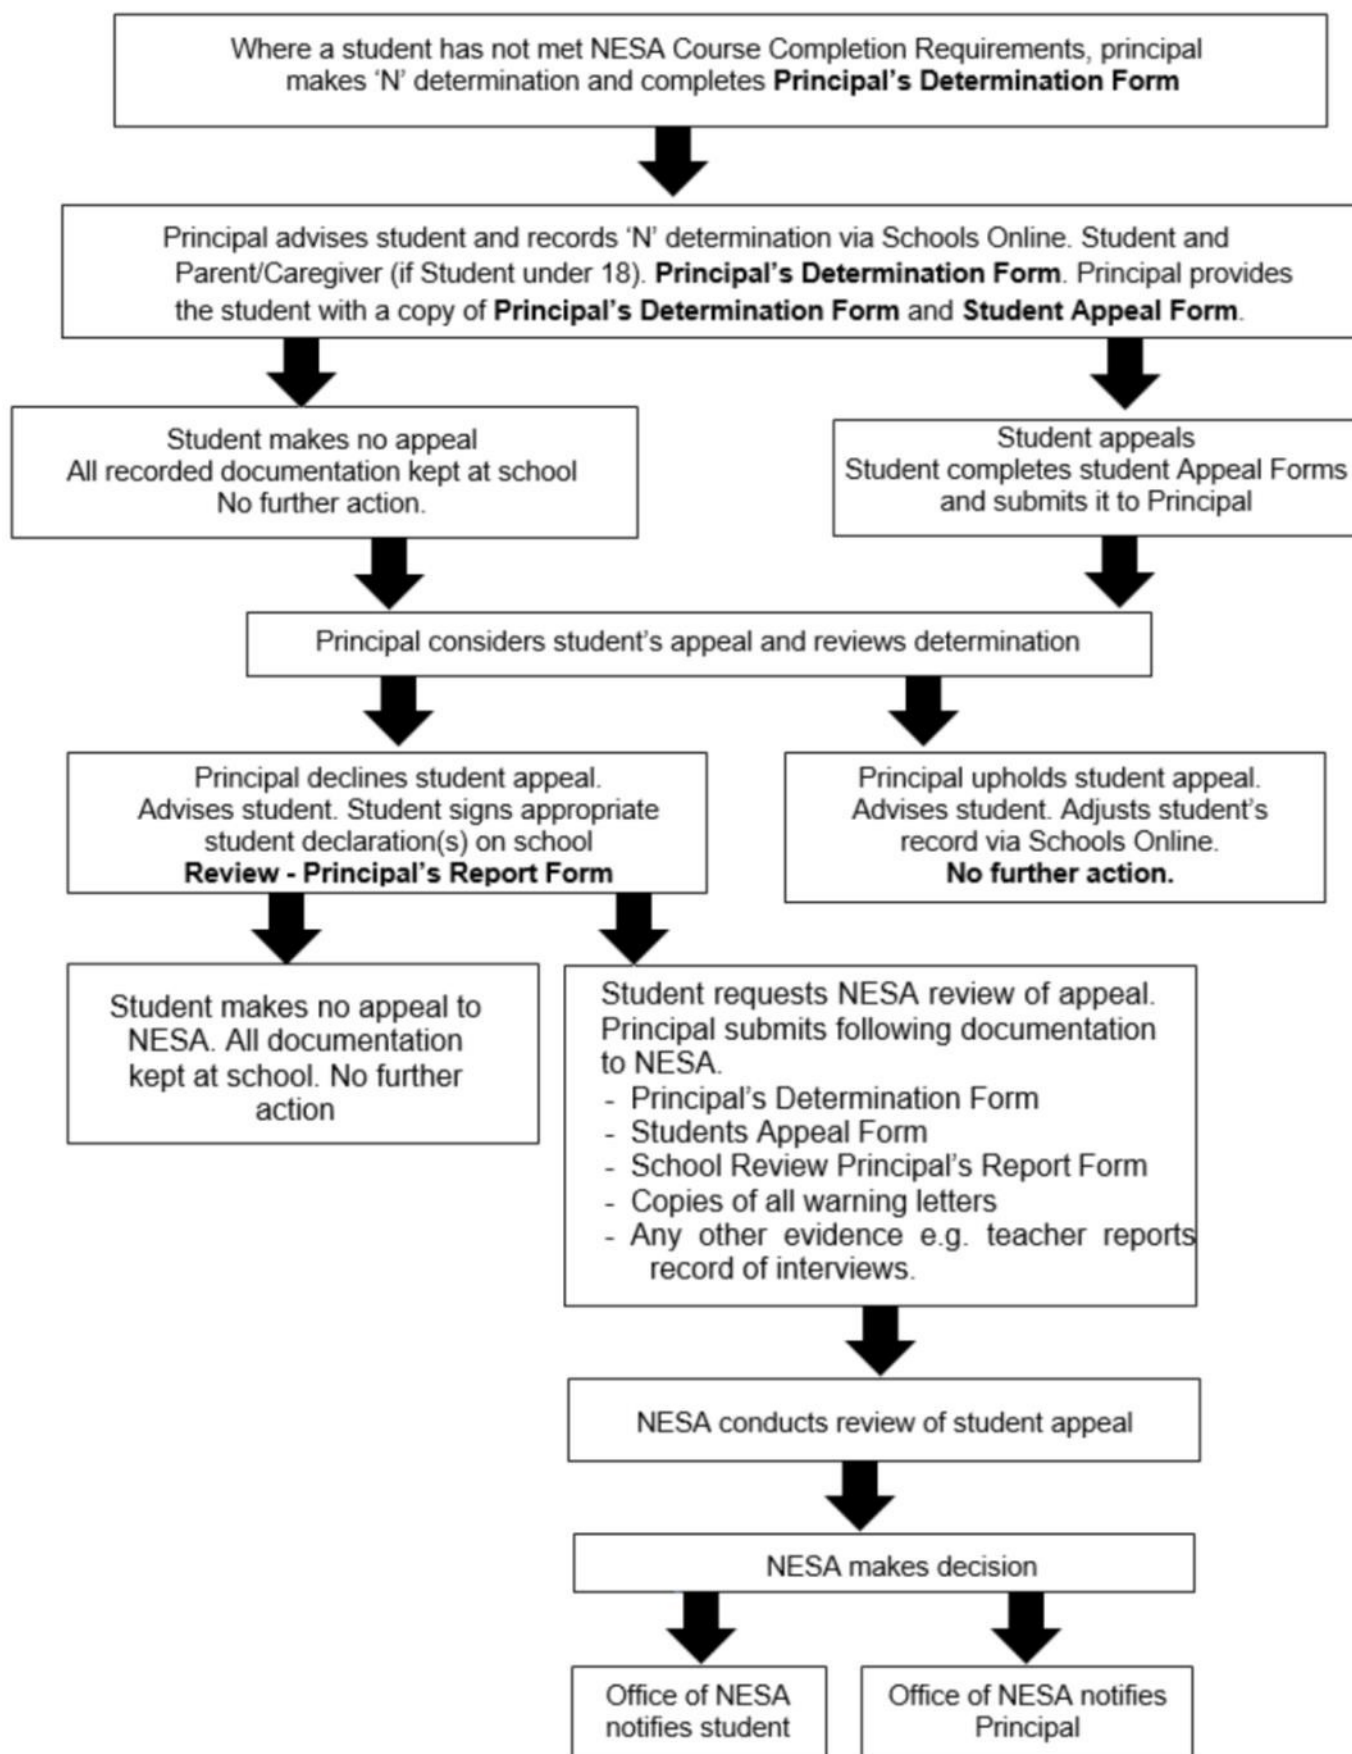 Where a student has not met NESA Course Completion Requirements, principal
makes ‘N’ determination and completes Principal’s Determination Form
Principal advises student and records ‘N’ determination via Schools Online. Student and
Parent/Caregiver (if Student under 18). Principal’s Determination Form. Principal provides
the student with a copy of Principal’s Determination Form and Student Appeal Form.
Student makes no appeal
All recorded documentation kept at school
No further action.
Student appeals
Student completes student Appeal Forms
and submits it to Principal
Principal considers student’s appeal and reviews determination
Principal declines student appeal.
Advises student. Student signs appropriate
student declaration(s) on school
Review - Principal’s Report Form
Principal upholds student appeal.
Advises student. Adjusts student’s
record via Schools Online.
No further action.
Student makes no appeal to
NESA. All documentation
kept at school. No further
action
Student requests NESA review of appeal.
Principal submits following documentation
to NESA.
- Principal’s Determination Form
- Students Appeal Form
- School Review Principal’s Report Form
- Copies of all warning letters
- Any other evidence e.g. teacher reports
record of interviews.
NESA conducts review of student appeal
NESA makes decision
Office of NESA
notifies student
Office of NESA notifies
Principal